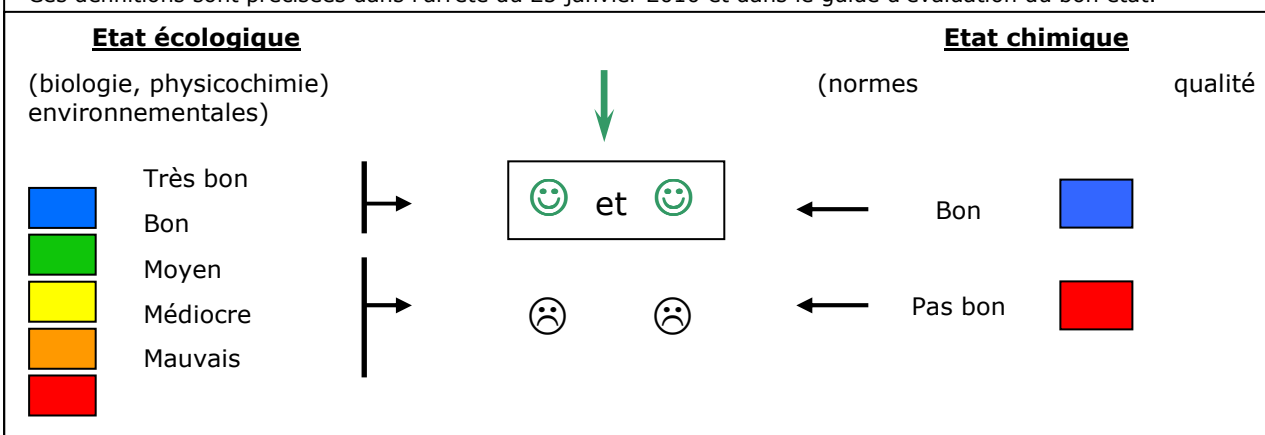 Etat écologique
Etat chimique
(biologie, physicochimie)
(normes qualité
environnementales)
Très bon
Bon
Moyen
Médiocre
Mauvais
et
Bon
Pas bon